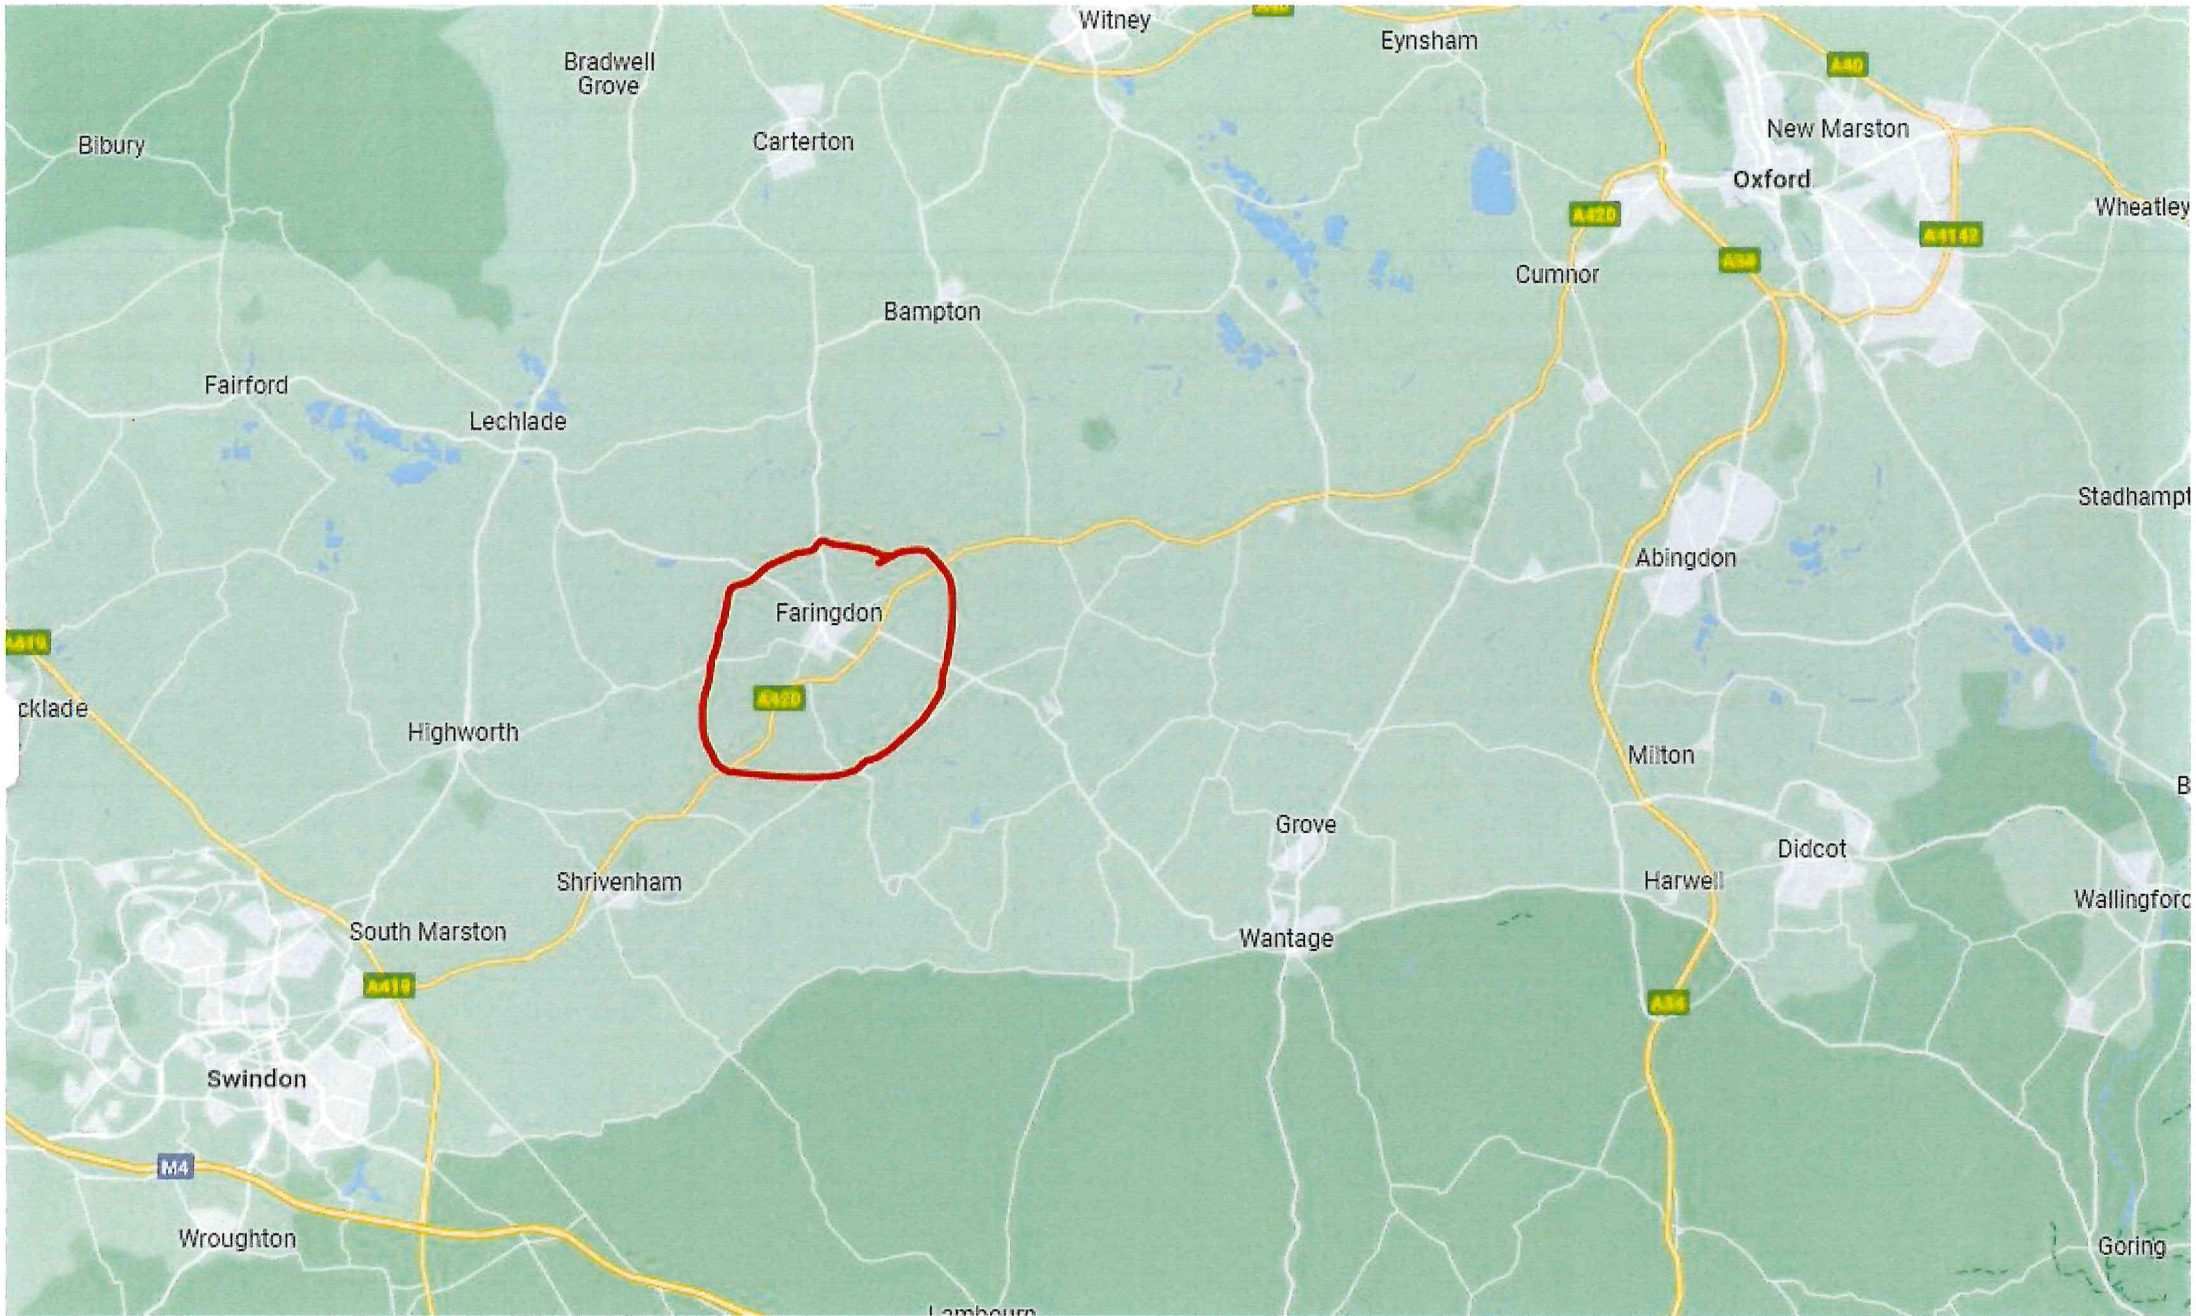 Witney
Eynsham
Bradwell
Grove
A40
Bibury
Carterton
New Marston
Oxford
Wheatley
A420
A4142
Cumnor
A34
Bampton
Fairford
Lechlade
Stadhampt
Abingdon
Faringdon
A419
A420
cklade
Highworth
Milton
B
Grove
Didcot
Shrivenham
Harwell
Wallingford
South Marston
Wantage
A419
A34
Swindon
M4
Wroughton
Goring
Lambourn